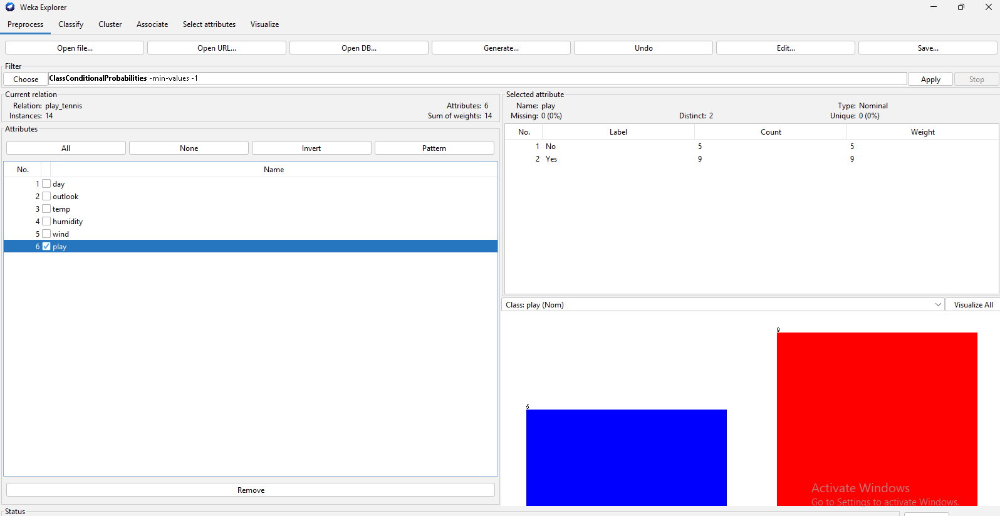 Weka Explorer
Preprocess Classify Cluster Associate Select attributes Visualize
Open file... Open URL... Open DB... Generate... Undo Edit... Save...
Filter
Choose ClassConditionalProbabilities -min-values -1 Apply Stop
Current relation
Relation: play_tennis Attributes: 6
Instances: 14 Sum of weights: 14
Attributes
All None Invert Pattern
No. Name
1 day
2 outlook
3 temp
4 humidity
5 wind
6 play
Remove
Status
Selected attribute
Name: play Type: Nominal
Missing: 0 (0%) Distinct: 2 Unique: 0 (0%)
No. Label Count Weight
1 No 5 5
2 Yes 9 9
Class: play (Nom) Visualize All
9
5
Activate Windows
Go to Settings to activate Windows.